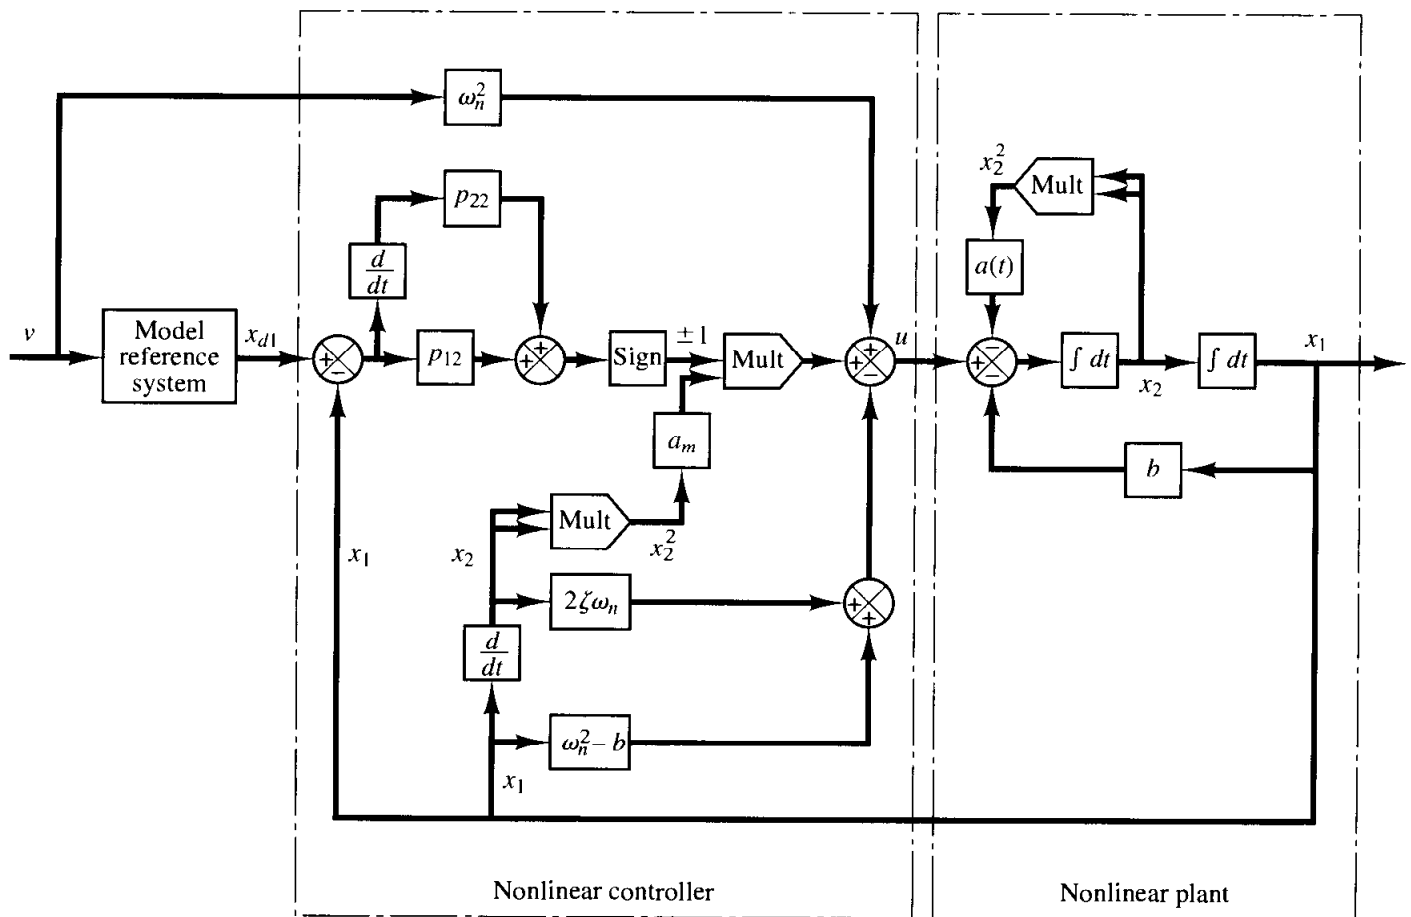 ω_n^2
x_2^2
Mult
p_22
a(t)
d/dt
v
Model
reference
system
x_d1
+
−
p_12
+
+
Sign
±1
Mult
+
+
−
u
−
+
−
∫ dt
x_2
∫ dt
x_1
a_m
b
Mult
x_2^2
x_1
x_2
2ζω_n
+
+
d/dt
ω_n^2 − b
x_1
Nonlinear controller
Nonlinear plant